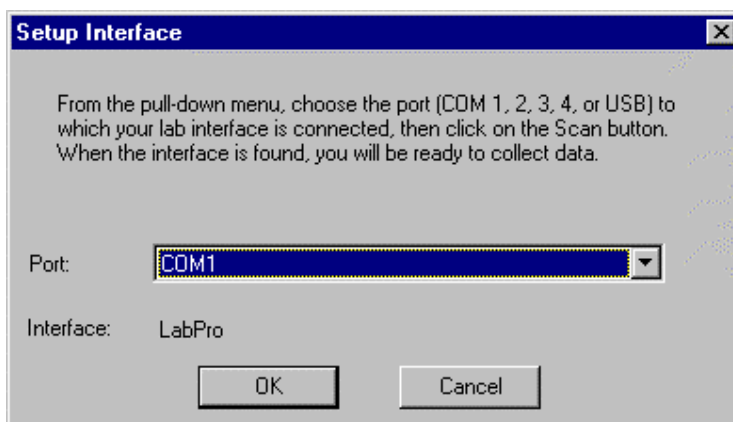 Setup Interface
From the pull-down menu, choose the port (COM 1, 2, 3, 4, or USB) to
which your lab interface is connected, then click on the Scan button.
When the interface is found, you will be ready to collect data.
Port: COM1
Interface: LabPro
OK Cancel